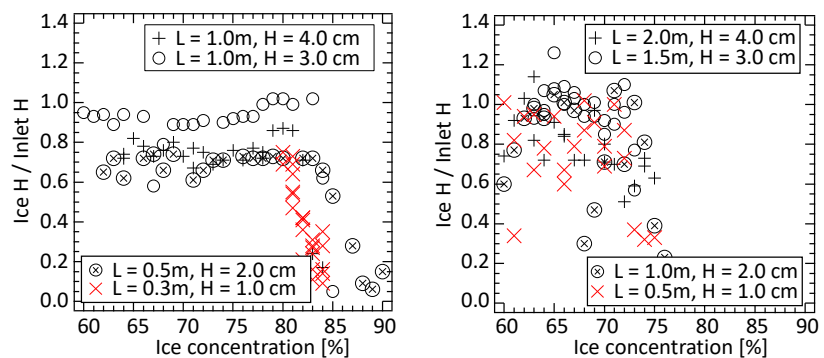 1.4
1.2
1.0
0.8
0.6
0.4
0.2
0.0
Ice H / Inlet H
L = 1.0m, H = 4.0 cm
L = 1.0m, H = 3.0 cm
L = 0.5m, H = 2.0 cm
L = 0.3m, H = 1.0 cm
60 65 70 75 80 85 90
Ice concentration [%]
1.4
1.2
1.0
0.8
0.6
0.4
0.2
0.0
Ice H / Inlet H
L = 2.0m, H = 4.0 cm
L = 1.5m, H = 3.0 cm
L = 1.0m, H = 2.0 cm
L = 0.5m, H = 1.0 cm
60 65 70 75 80 85 90
Ice concentration [%]